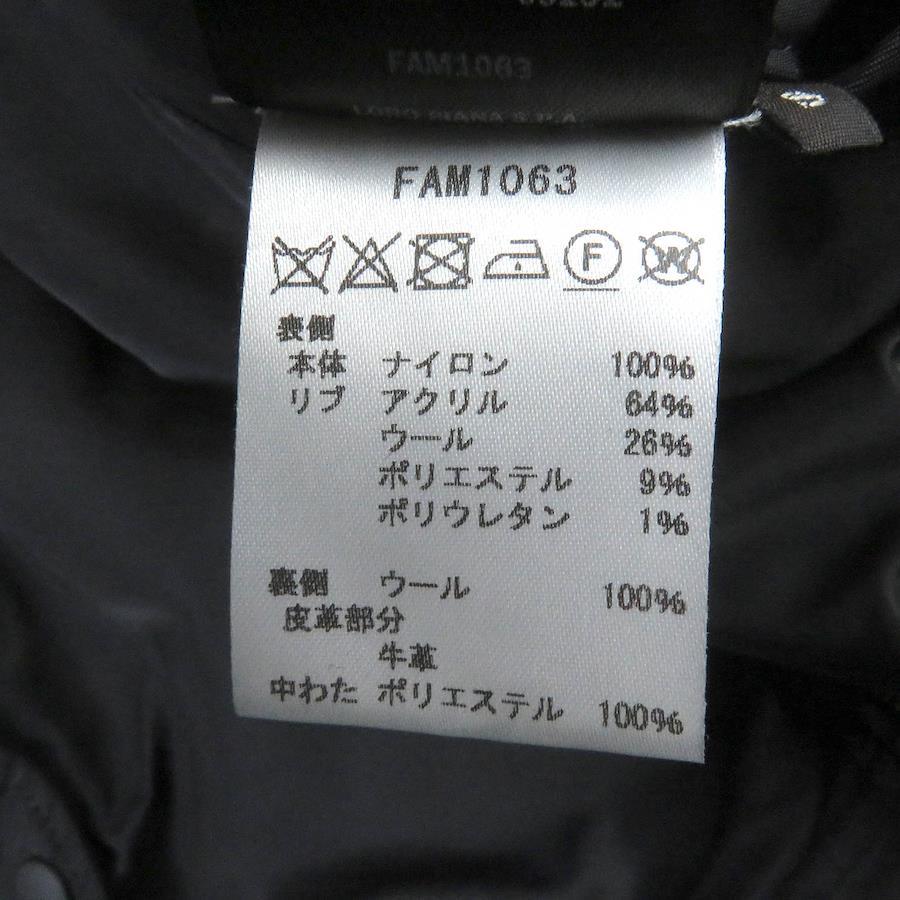 FAM1063
LORO PIANA S.P.A.
FAM1063
F W
表側
本体 ナイロン 100%
リブ アクリル 64%
ウール 26%
ポリエステル 9%
ポリウレタン 1%
裏側 ウール 100%
皮革部分
牛革
中わた ポリエステル 100%